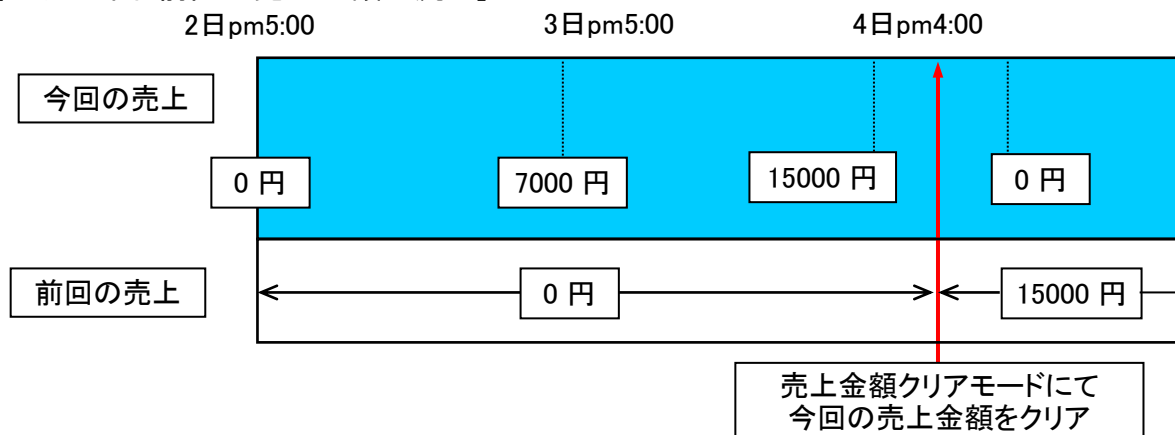 2日pm5:00 3日pm5:00 4日pm4:00
今回の売上
0 円 7000 円 15000 円 0 円
前回の売上 0 円 15000 円
売上金額クリアモードにて
今回の売上金額をクリア